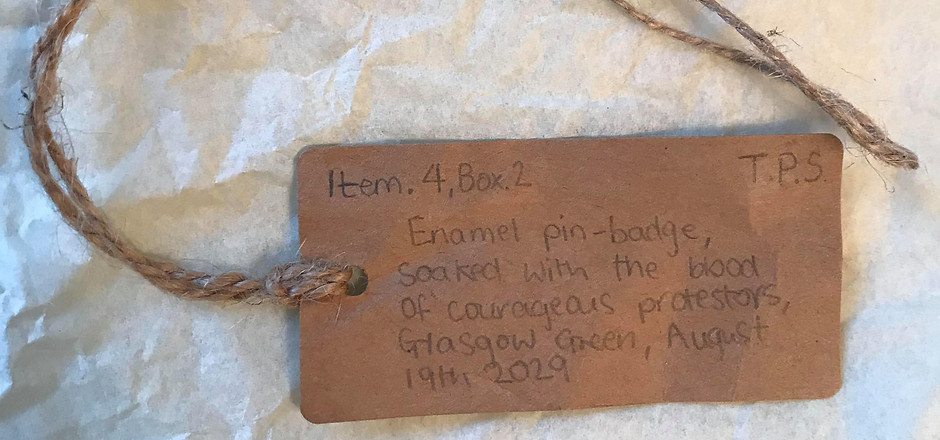 Item. 4, Box. 2 T.P.S.
Enamel pin-badge,
soaked with the blood
of courageous protestors,
Glasgow Green, August
19th 2029